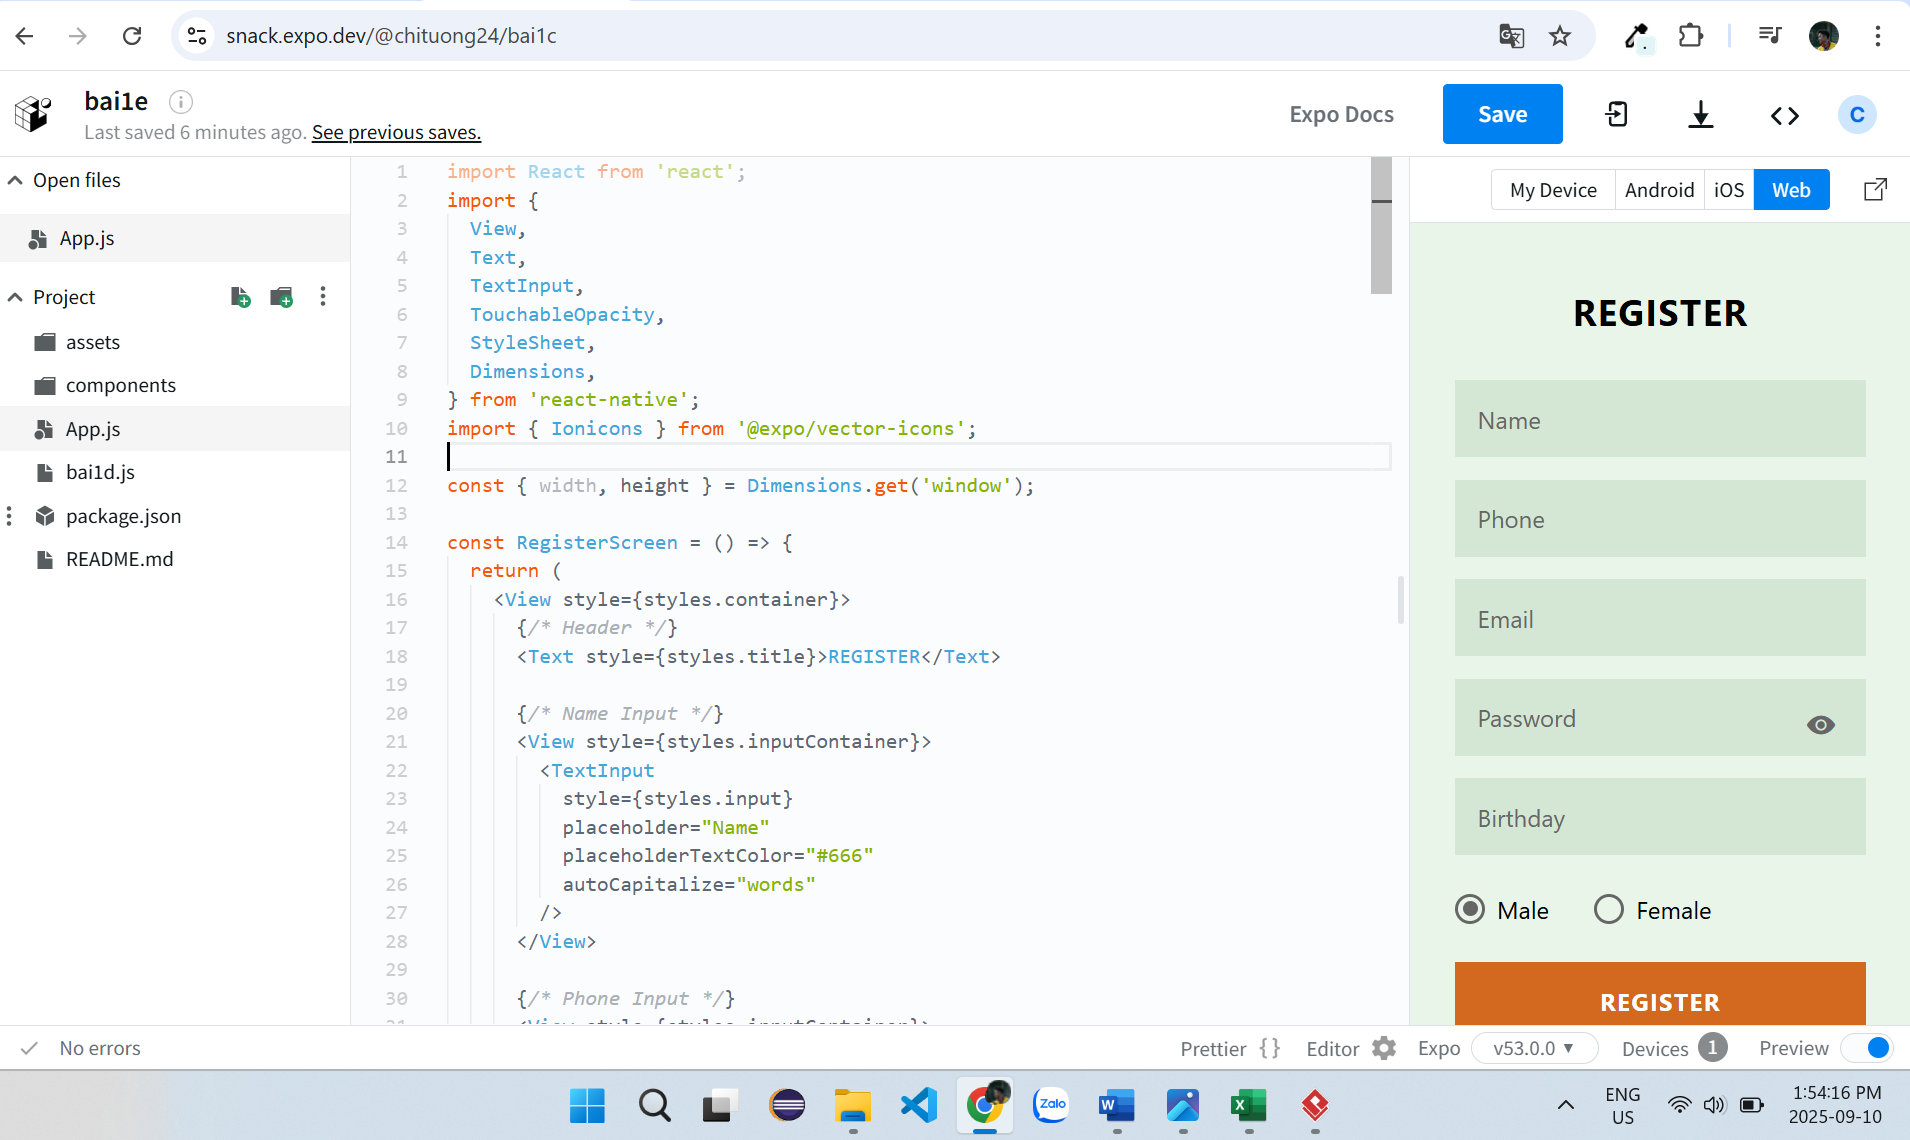 snack.expo.dev/@chituong24/bai1c
bai1e
Last saved 6 minutes ago. See previous saves.
Expo Docs
Save
C
Open files
App.js
Project
assets
components
App.js
bai1d.js
package.json
README.md
1 import React from 'react';
2 import {
3 View,
4 Text,
5 TextInput,
6 TouchableOpacity,
7 StyleSheet,
8 Dimensions,
9 } from 'react-native';
10 import { Ionicons } from '@expo/vector-icons';
11
12 const { width, height } = Dimensions.get('window');
13
14 const RegisterScreen = () => {
15 return (
16 <View style={styles.container}>
17 {/* Header */}
18 <Text style={styles.title}>REGISTER</Text>
19
20 {/* Name Input */}
21 <View style={styles.inputContainer}>
22 <TextInput
23 style={styles.input}
24 placeholder="Name"
25 placeholderTextColor="#666"
26 autoCapitalize="words"
27 />
28 </View>
29
30 {/* Phone Input */}
31 <View style={styles.inputContainer}>
My Device Android iOS Web
REGISTER
Name
Phone
Email
Password
Birthday
Male Female
REGISTER
No errors
Prettier {} Editor Expo v53.0.0 Devices 1 Preview
Zalo
W
X
ENG
US
1:54:16 PM
2025-09-10